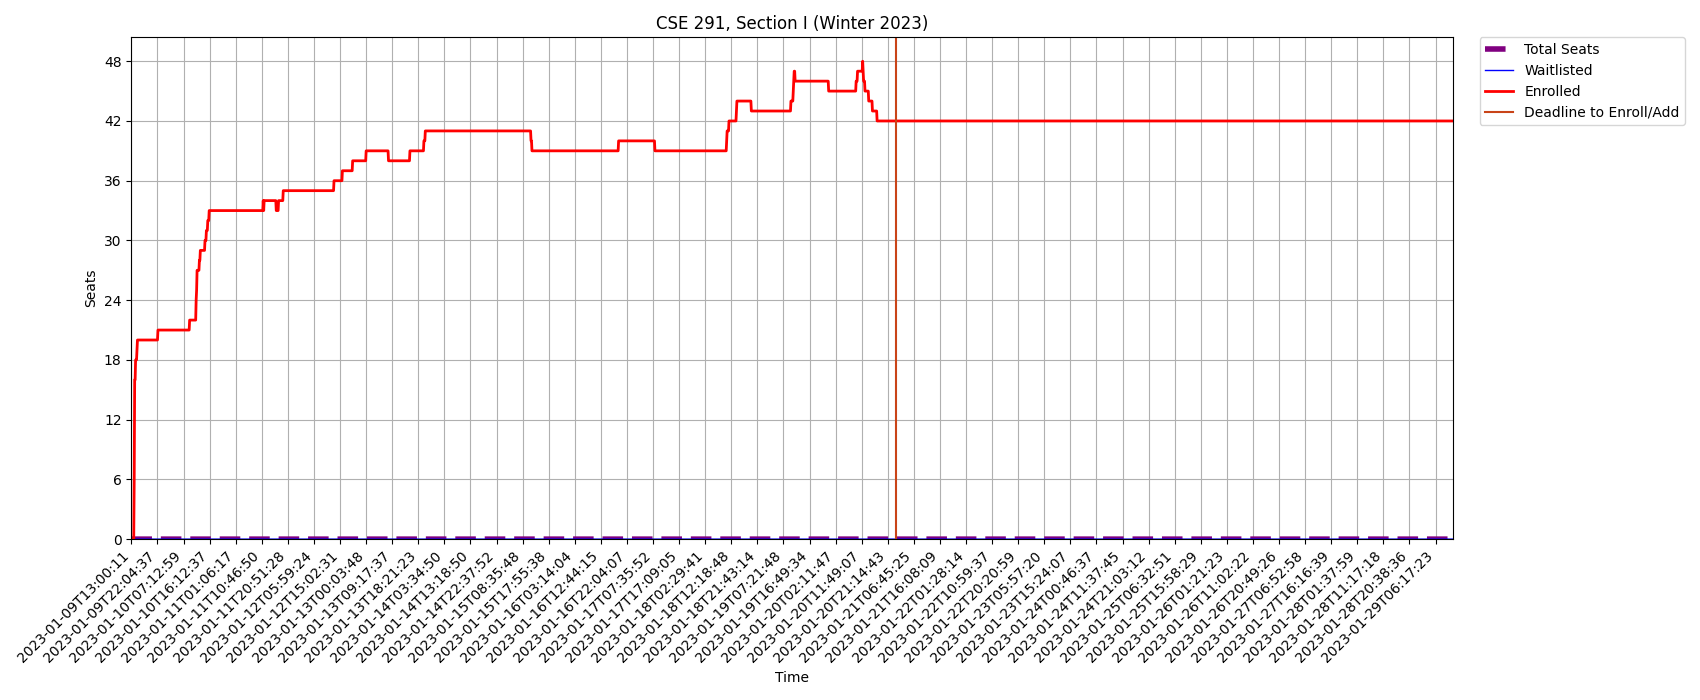 CSE 291, Section I (Winter 2023)
Total Seats
Waitlisted
Enrolled
Deadline to Enroll/Add
Seats
48
42
36
30
24
18
12
6
0
2023-01-09T13:00:11
2023-01-09T22:04:37
2023-01-10T07:12:59
2023-01-10T16:12:37
2023-01-11T01:06:17
2023-01-11T10:46:50
2023-01-11T20:51:28
2023-01-12T05:59:24
2023-01-12T15:02:31
2023-01-13T00:03:48
2023-01-13T09:17:37
2023-01-13T18:21:23
2023-01-14T03:34:50
2023-01-14T13:18:50
2023-01-14T22:37:52
2023-01-15T08:35:48
2023-01-15T17:55:38
2023-01-16T03:14:04
2023-01-16T12:44:15
2023-01-16T22:04:07
2023-01-17T07:35:52
2023-01-17T17:09:05
2023-01-18T02:29:41
2023-01-18T12:18:48
2023-01-18T21:43:14
2023-01-19T07:21:48
2023-01-19T16:49:34
2023-01-20T02:11:47
2023-01-20T11:49:07
2023-01-20T21:14:43
2023-01-21T06:45:25
2023-01-21T16:08:09
2023-01-22T01:28:14
2023-01-22T10:59:37
2023-01-22T20:20:59
2023-01-23T05:57:20
2023-01-23T15:24:07
2023-01-24T00:46:37
2023-01-24T11:37:45
2023-01-24T21:03:12
2023-01-25T06:32:51
2023-01-25T15:58:29
2023-01-26T01:21:23
2023-01-26T11:02:22
2023-01-26T20:49:26
2023-01-27T06:52:58
2023-01-27T16:16:39
2023-01-28T01:37:59
2023-01-28T11:17:18
2023-01-28T20:38:36
2023-01-29T06:17:23
Time